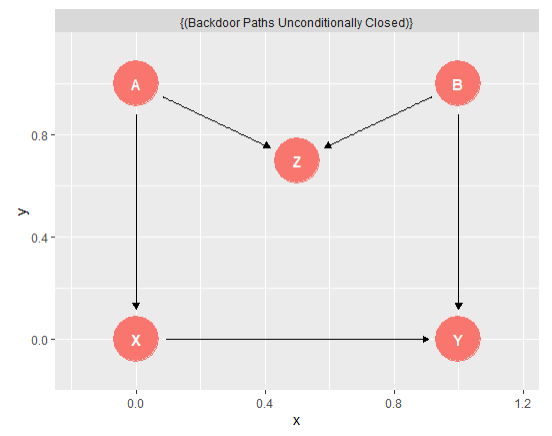 {(Backdoor Paths Unconditionally Closed)}
A
B
Z
X
Y
0.8
0.4
0.0
y
0.0 0.4 0.8 1.2
x